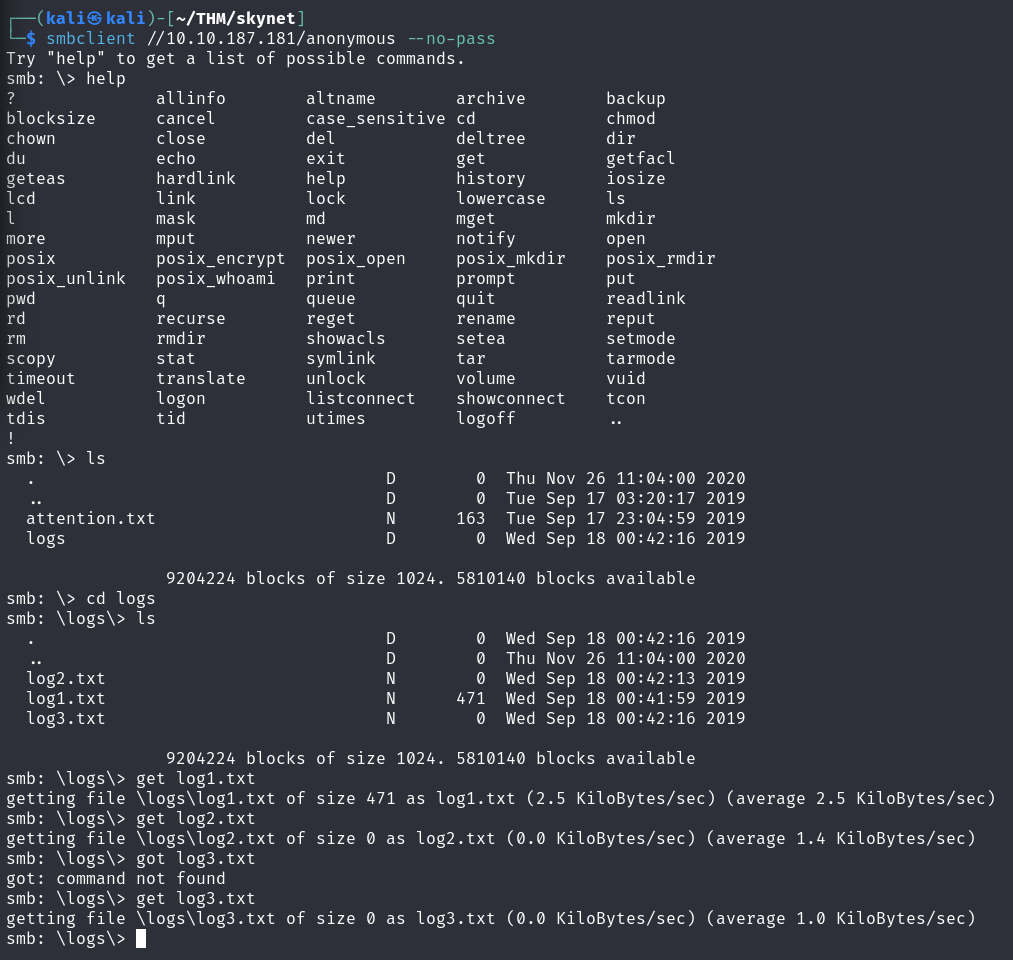 ┌──(kali㉿kali)-[~/THM/skynet]
└─$ smbclient //10.10.187.181/anonymous --no-pass
Try "help" to get a list of possible commands.
smb: \> help
?              allinfo        altname        archive        backup
blocksize      cancel         case_sensitive cd             chmod
chown          close          del            deltree        dir
du             echo           exit           get            getfacl
geteas         hardlink       help           history        iosize
lcd            link           lock           lowercase      ls
l              mask           md             mget           mkdir
more           mput           newer          notify         open
posix          posix_encrypt  posix_open     posix_mkdir    posix_rmdir
posix_unlink   posix_whoami   print          prompt         put
pwd            q              queue          quit           readlink
rd             recurse        reget          rename         reput
rm             rmdir          showacls       setea          setmode
scopy          stat           symlink        tar            tarmode
timeout        translate      unlock         volume         vuid
wdel           logon          listconnect    showconnect    tcon
tdis           tid            utimes         logoff         ..
!
smb: \> ls
  .                                   D        0  Thu Nov 26 11:04:00 2020
  ..                                  D        0  Tue Sep 17 03:20:17 2019
  attention.txt                       N      163  Tue Sep 17 23:04:59 2019
  logs                                D        0  Wed Sep 18 00:42:16 2019
                9204224 blocks of size 1024. 5810140 blocks available
smb: \> cd logs
smb: \logs\> ls
  .                                   D        0  Wed Sep 18 00:42:16 2019
  ..                                  D        0  Thu Nov 26 11:04:00 2020
  log2.txt                            N        0  Wed Sep 18 00:42:13 2019
  log1.txt                            N      471  Wed Sep 18 00:41:59 2019
  log3.txt                            N        0  Wed Sep 18 00:42:16 2019
                9204224 blocks of size 1024. 5810140 blocks available
smb: \logs\> get log1.txt
getting file \logs\log1.txt of size 471 as log1.txt (2.5 KiloBytes/sec) (average 2.5 KiloBytes/sec)
smb: \logs\> get log2.txt
getting file \logs\log2.txt of size 0 as log2.txt (0.0 KiloBytes/sec) (average 1.4 KiloBytes/sec)
smb: \logs\> got log3.txt
got: command not found
smb: \logs\> get log3.txt
getting file \logs\log3.txt of size 0 as log3.txt (0.0 KiloBytes/sec) (average 1.0 KiloBytes/sec)
smb: \logs\>